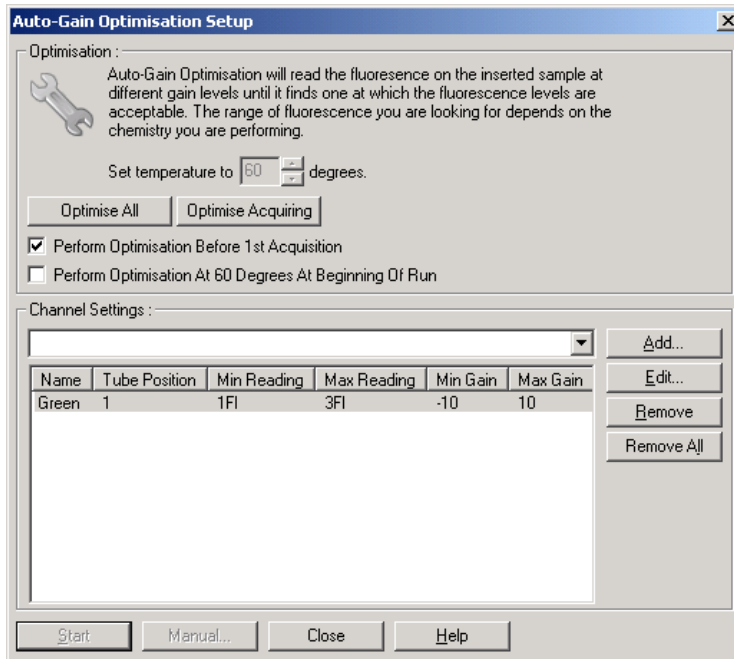 Auto-Gain Optimisation Setup
Optimisation :
Auto-Gain Optimisation will read the fluoresence on the inserted sample at
different gain levels until it finds one at which the fluorescence levels are
acceptable. The range of fluorescence you are looking for depends on the
chemistry you are performing.
Set temperature to 60 degrees.
Optimise All Optimise Acquiring
Perform Optimisation Before 1st Acquisition
Perform Optimisation At 60 Degrees At Beginning Of Run
Channel Settings :
Add...
Name Tube Position Min Reading Max Reading Min Gain Max Gain Edit...
Green 1 1Fl 3Fl -10 10
Remove
Remove All
Start Manual... Close Help